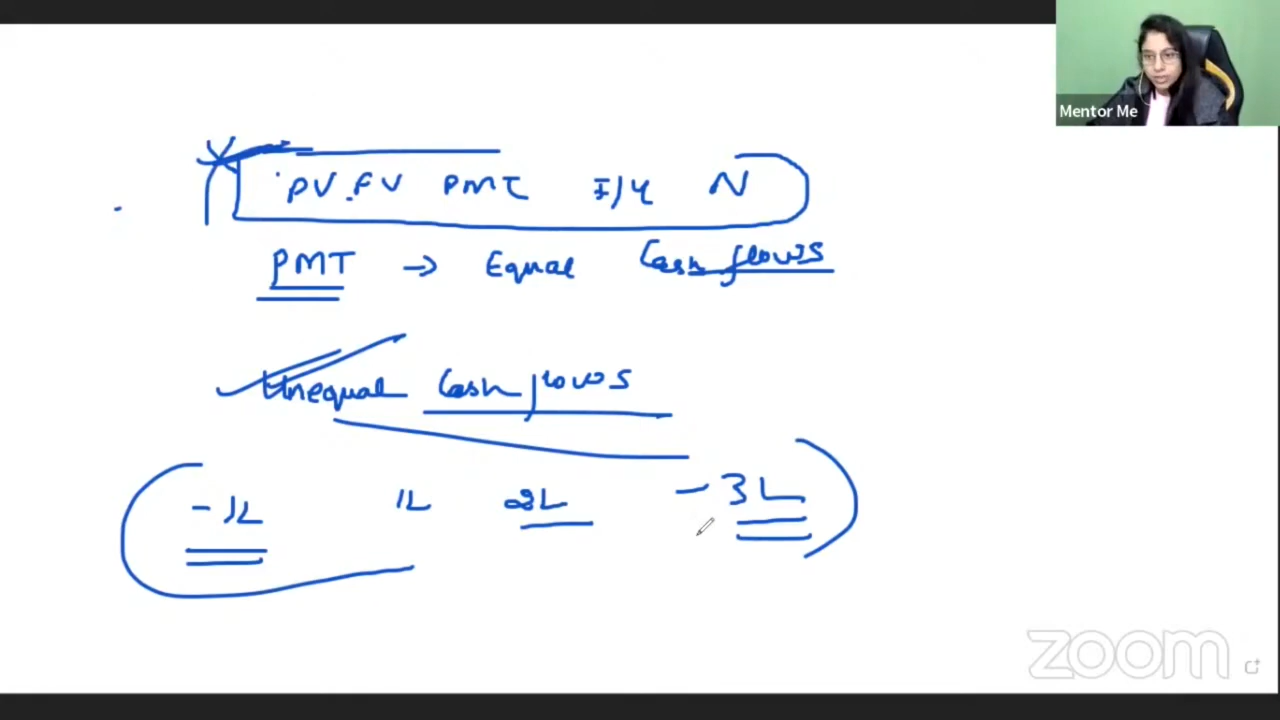 Mentor Me
PV FV PMT I/Y N
PMT → Equal Cash flows
Unequal Cash flows
-1L 1L 2L -3L
zoom